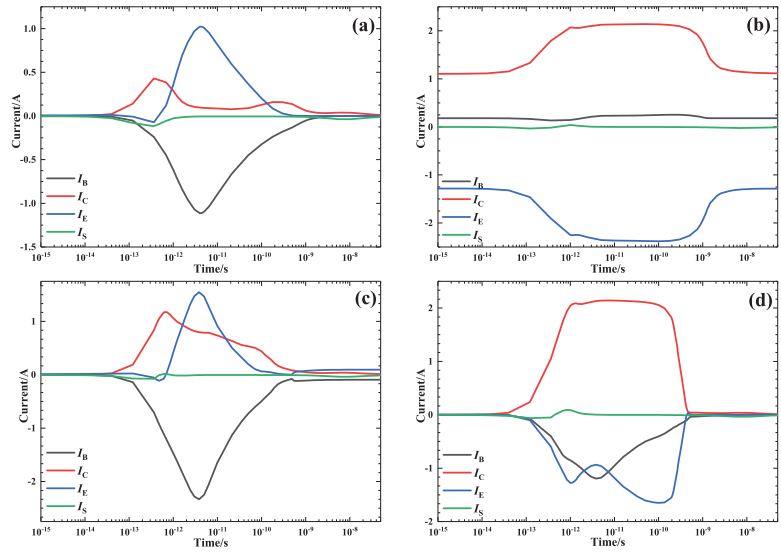 (a)
Current/A
1.0
0.5
0.0
-0.5
-1.0
-1.5
I_B
I_C
I_E
I_S
10^-15 10^-14 10^-13 10^-12 10^-11 10^-10 10^-9 10^-8
Time/s
(b)
Current/A
2
1
0
-1
-2
I_B
I_C
I_E
I_S
10^-15 10^-14 10^-13 10^-12 10^-11 10^-10 10^-9 10^-8
Time/s
(c)
Current/A
1
0
-1
-2
I_B
I_C
I_E
I_S
10^-15 10^-14 10^-13 10^-12 10^-11 10^-10 10^-9 10^-8
Time/s
(d)
Current/A
2
1
0
-1
-2
I_B
I_C
I_E
I_S
10^-15 10^-14 10^-13 10^-12 10^-11 10^-10 10^-9 10^-8
Time/s